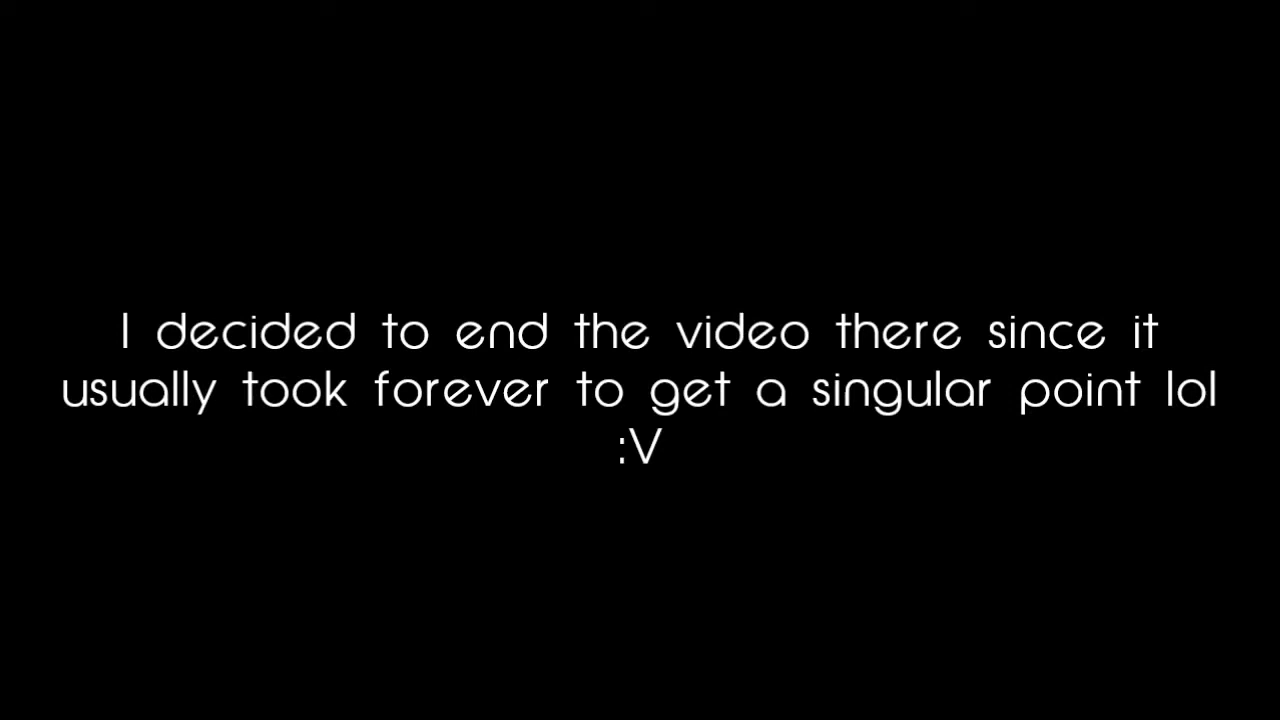 I decided to end the video there since it
usually took forever to get a singular point lol
:V